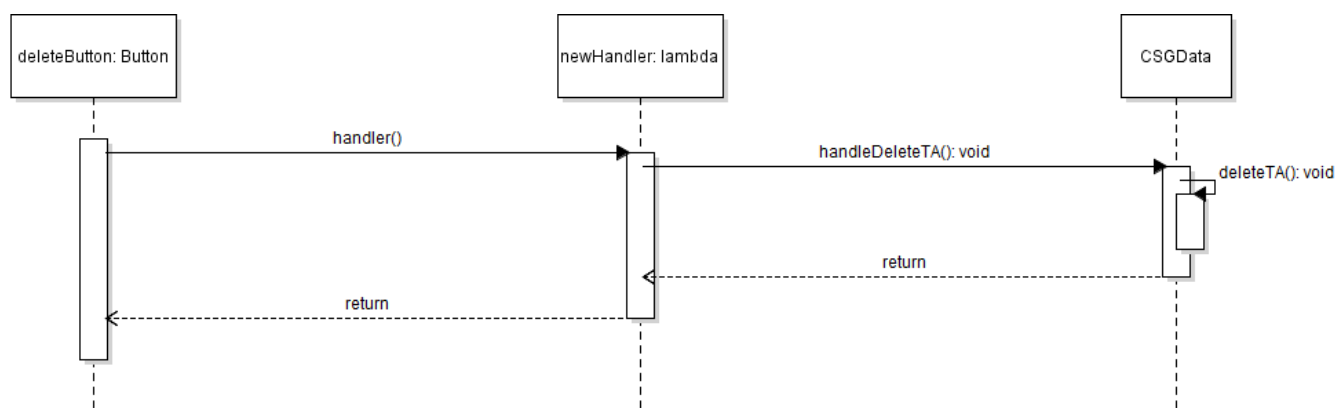 deleteButton: Button
newHandler: lambda
CSGData
handler()
handleDeleteTA(): void
deleteTA(): void
return
return